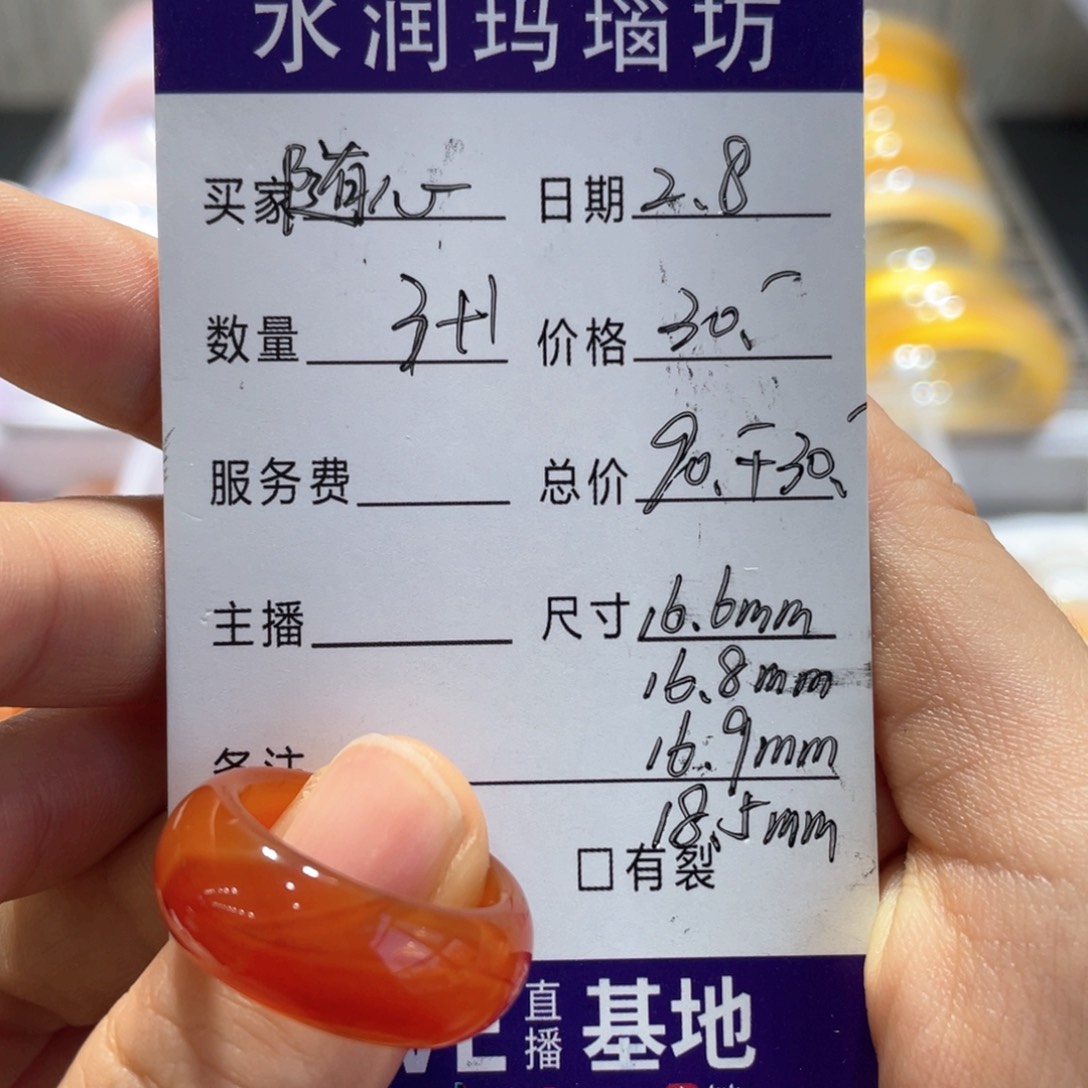 水润玛瑙坊
买家 随心 日期 2.8
数量 3+1 价格 30.-
服务费 总价 90.-+30.-
主播 尺寸 16.6mm
16.8mm
备注 16.9mm
18.5mm
□有裂
直播 基地